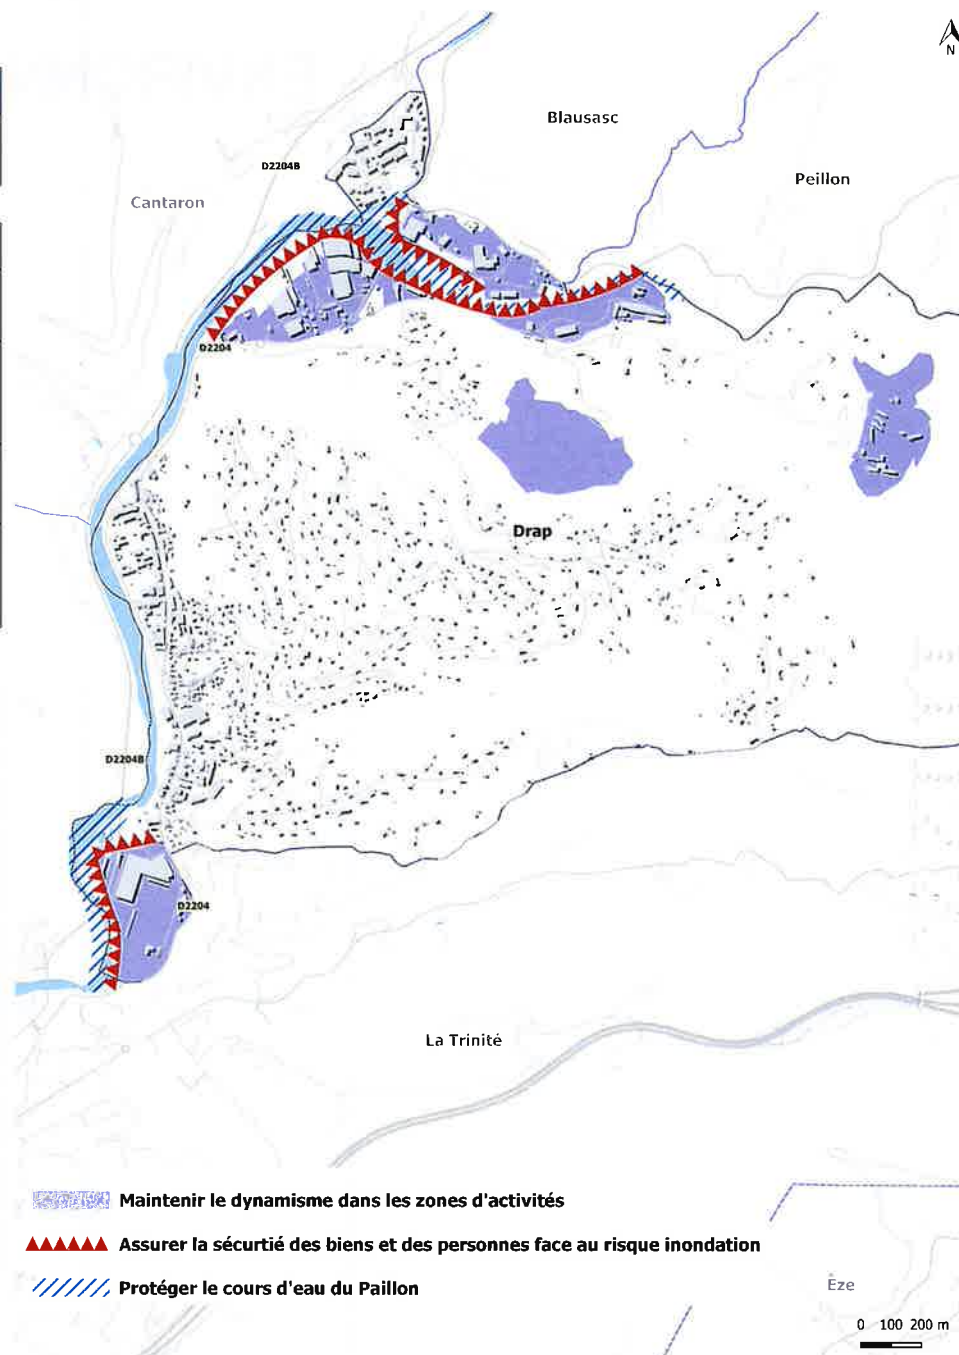 N
Blausasc
D2204B
Peillon
Cantaron
D2204
Drap
D2204B
D2204
La Trinité
Maintenir le dynamisme dans les zones d'activités
Assurer la sécurtié des biens et des personnes face au risque inondation
Protéger le cours d'eau du Paillon
Èze
0 100 200 m